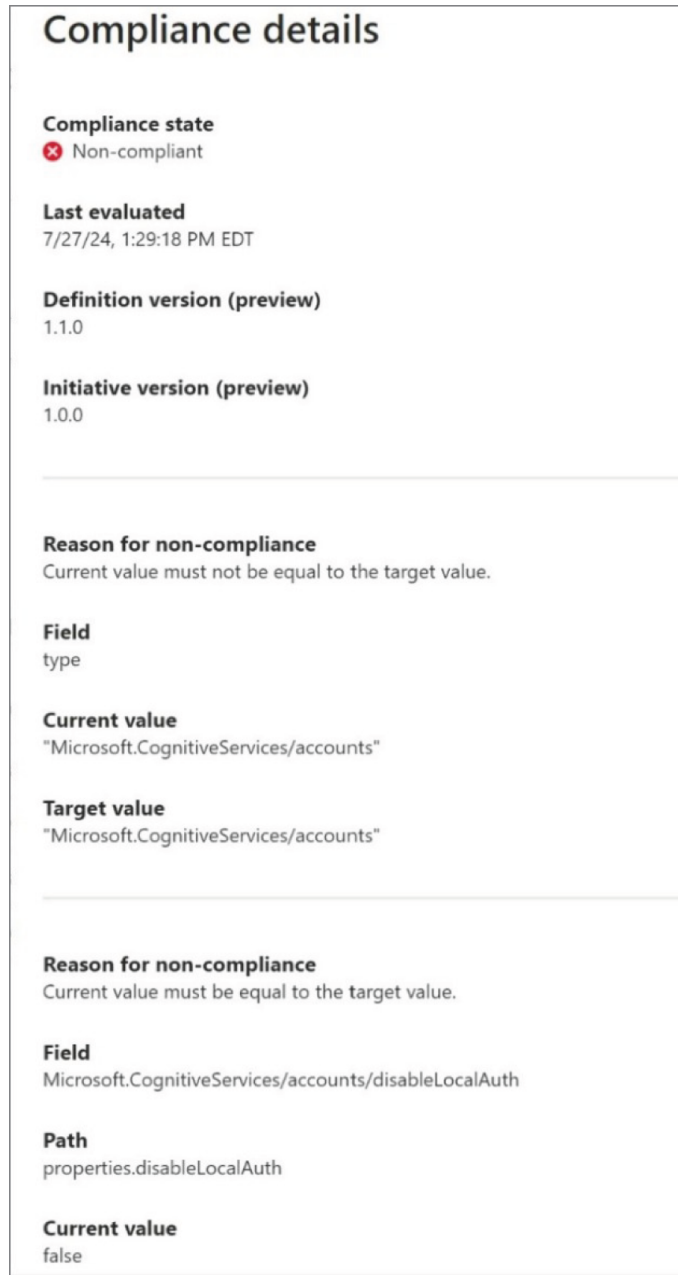 Compliance details
Compliance state
Non-compliant
Last evaluated
7/27/24, 1:29:18 PM EDT
Definition version (preview)
1.1.0
Initiative version (preview)
1.0.0
Reason for non-compliance
Current value must not be equal to the target value.
Field
type
Current value
"Microsoft.CognitiveServices/accounts"
Target value
"Microsoft.CognitiveServices/accounts"
Reason for non-compliance
Current value must be equal to the target value.
Field
Microsoft.CognitiveServices/accounts/disableLocalAuth
Path
properties.disableLocalAuth
Current value
false